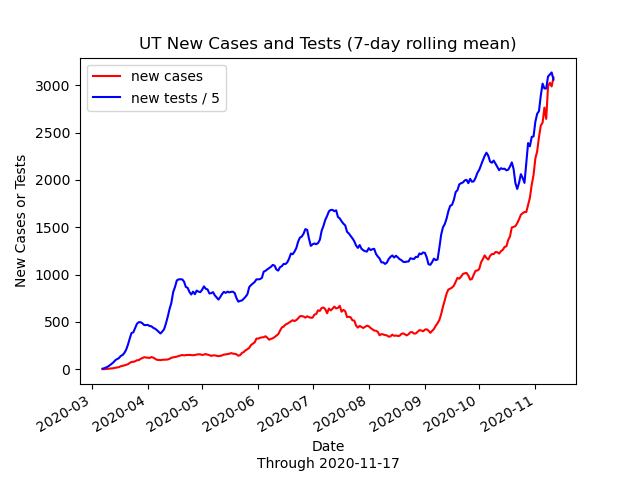 UT New Cases and Tests (7-day rolling mean)
new cases
new tests / 5
New Cases or Tests
3000
2500
2000
1500
1000
500
0
2020-03
2020-04
2020-05
2020-06
2020-07
2020-08
2020-09
2020-10
2020-11
Date
Through 2020-11-17